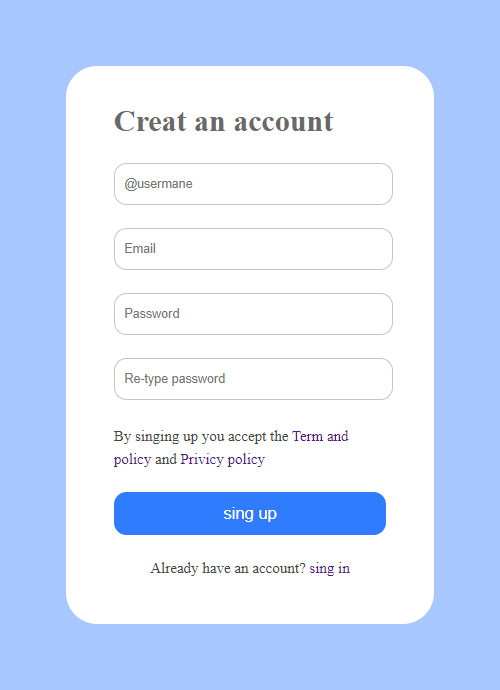 Creat an account
@usermane
Email
Password
Re-type password
By singing up you accept the Term and
policy and Privicy policy
sing up
Already have an account? sing in